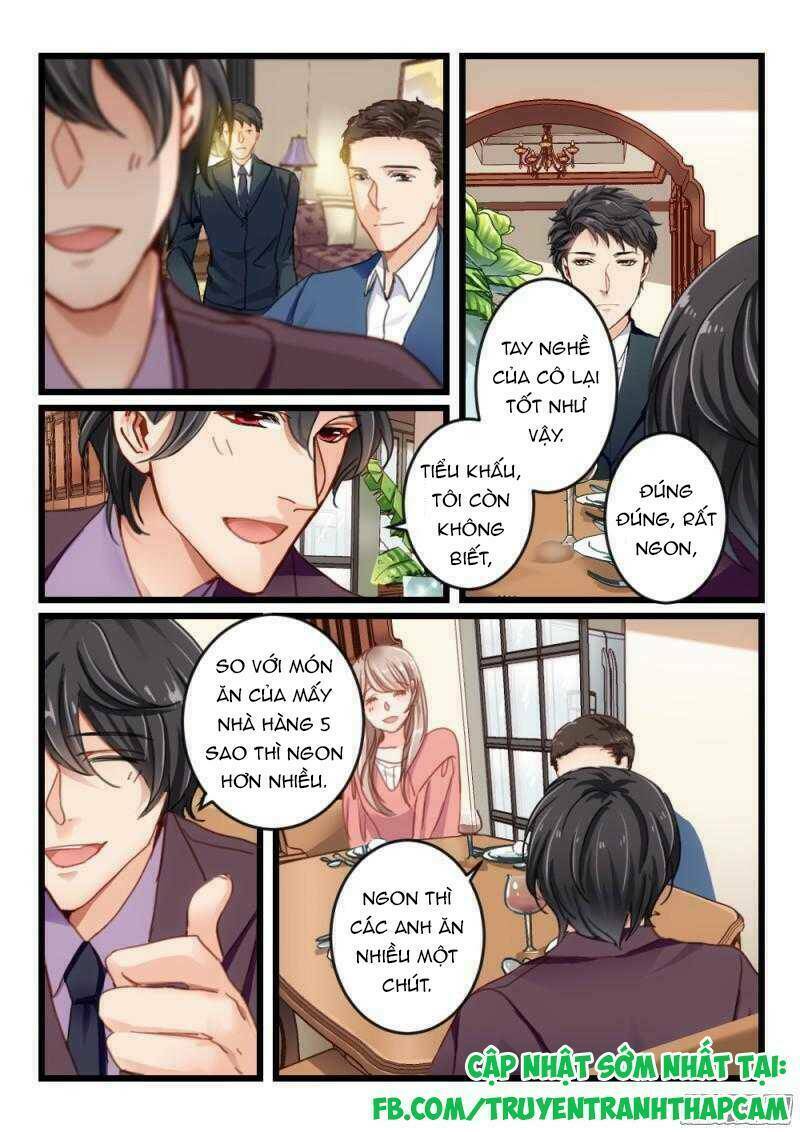 ĐÚNG
ĐÚNG, RẤT
NGON,
TAY NGHỀ
CỦA CÔ LẠI
TỐT NHƯ
VẬY.
TIỂU KHẤU,
TÔI CÒN
KHÔNG
BIẾT,
SO VỚI MÓN
ĂN CỦA MẤY
NHÀ HÀNG 5
SAO THÌ NGON
HƠN NHIỀU.
NGON THÌ
CÁC ANH ĂN
NHIỀU MỘT
CHÚT.
CẬP NHẬT SỚM NHẤT TẠI:
FB.COM/TRUYENTRANHTHAPCAM